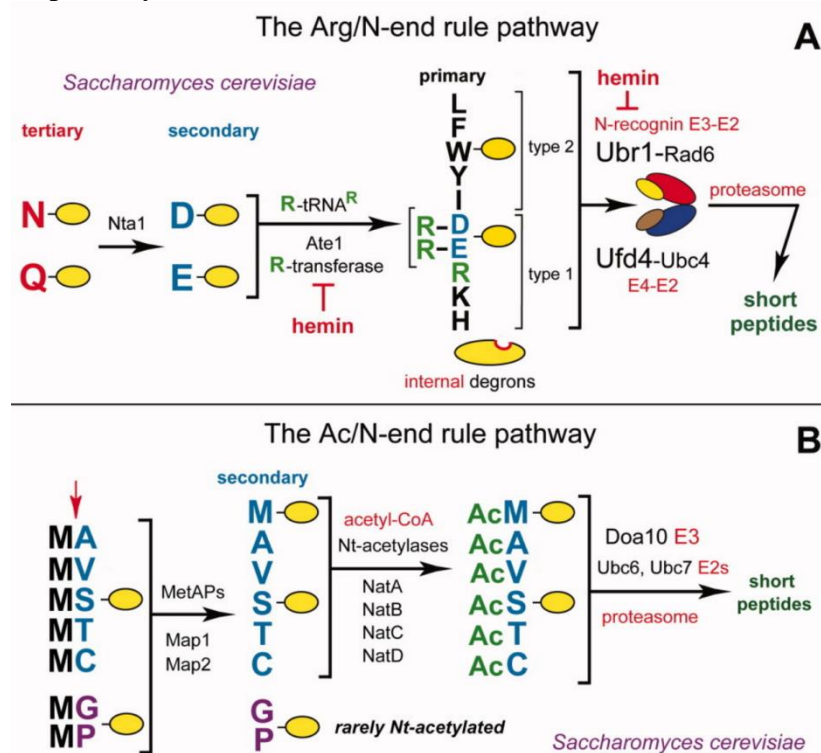 The Arg/N-end rule pathway
A
Saccharomyces cerevisiae
tertiary
secondary
primary
N
Q
Nta1
D
E
R-tRNAR
Ate1
R-transferase
hemin
L
F
W
Y
I
R-D
R-E
R
K
H
type 2
type 1
internal degrons
hemin
N-recognin E3-E2
Ubr1-Rad6
Ufd4-Ubc4
E4-E2
proteasome
short
peptides
The Ac/N-end rule pathway
B
MA
MV
MS
MT
MC
MG
MP
MetAPs
Map1
Map2
secondary
M
A
V
S
T
C
G
P
rarely Nt-acetylated
acetyl-CoA
Nt-acetylases
NatA
NatB
NatC
NatD
AcM
AcA
AcV
AcS
AcT
AcC
Doa10 E3
Ubc6, Ubc7 E2s
proteasome
short
peptides
Saccharomyces cerevisiae